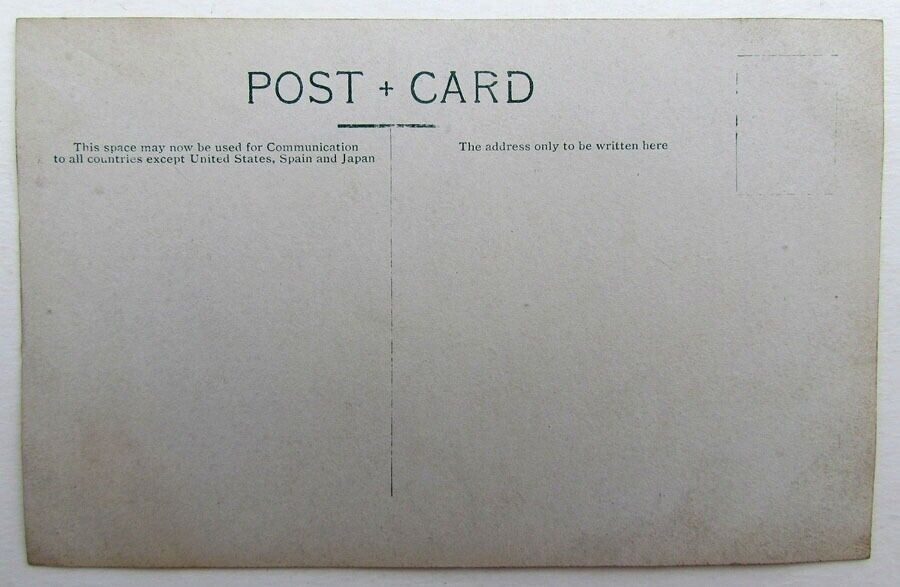 POST + CARD
This space may now be used for Communication
to all countries except United States, Spain and Japan
The address only to be written here